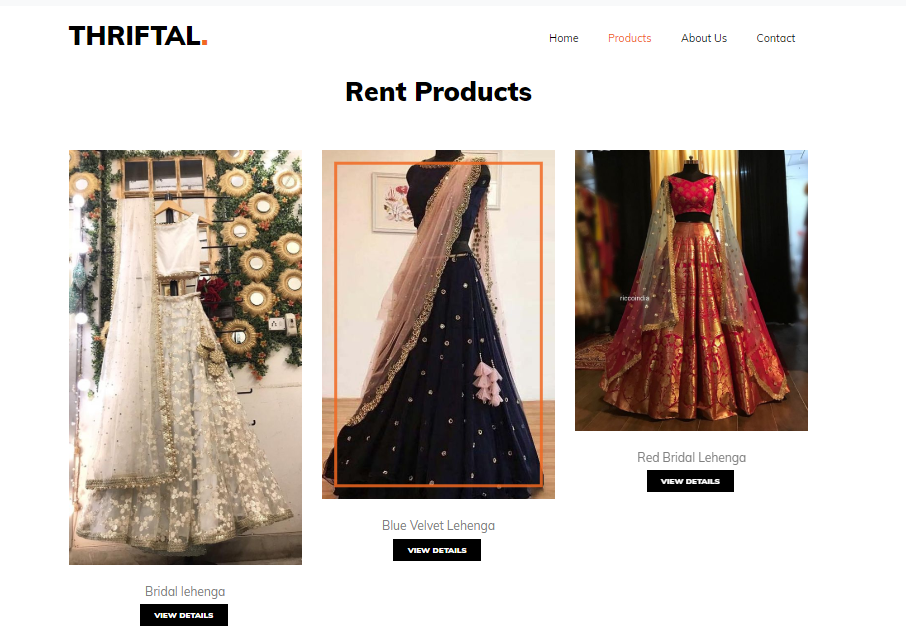 THRIFTAL.
Home Products About Us Contact
Rent Products
riccoindia
Red Bridal Lehenga
VIEW DETAILS
Blue Velvet Lehenga
VIEW DETAILS
Bridal lehenga
VIEW DETAILS